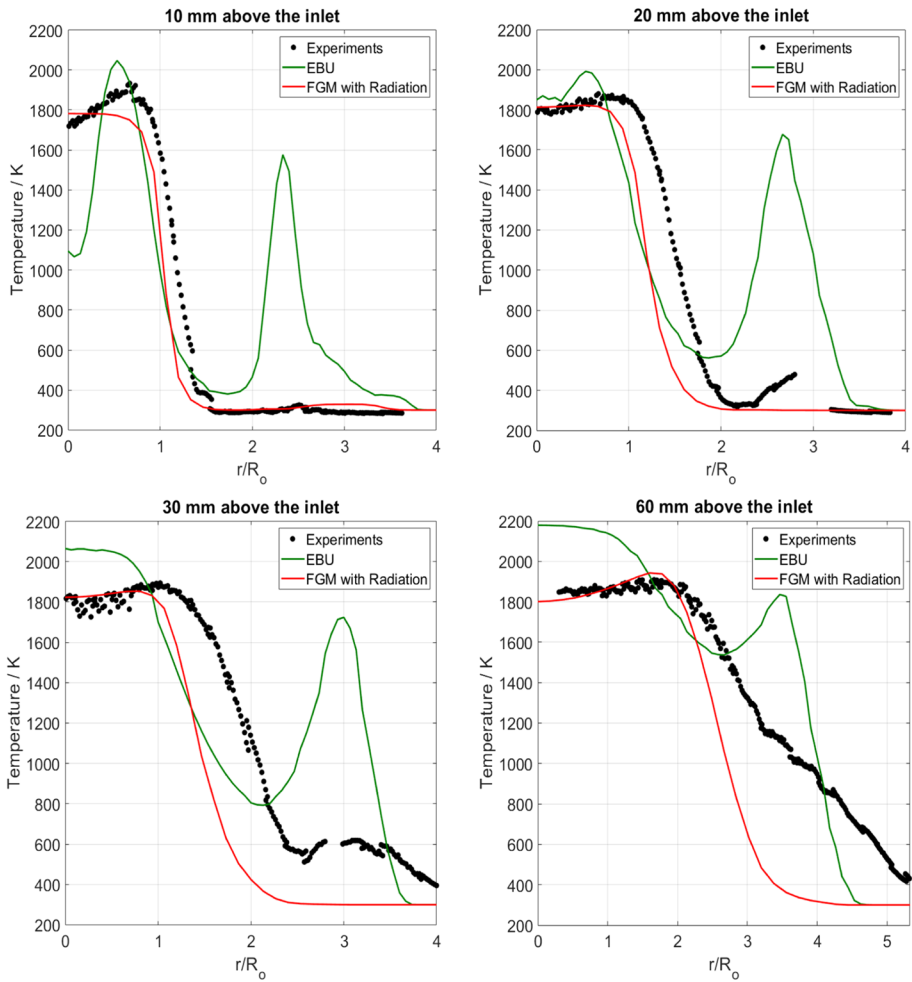 10 mm above the inlet
2200
2000
1800
1600
1400
1200
1000
800
600
400
200
Temperature / K
0 1 2 3 4
r/Ro
Experiments
EBU
FGM with Radiation
20 mm above the inlet
2200
2000
1800
1600
1400
1200
1000
800
600
400
200
Temperature / K
0 1 2 3 4
r/Ro
Experiments
EBU
FGM with Radiation
30 mm above the inlet
2200
2000
1800
1600
1400
1200
1000
800
600
400
200
Temperature / K
0 1 2 3 4
r/Ro
Experiments
EBU
FGM with Radiation
60 mm above the inlet
2200
2000
1800
1600
1400
1200
1000
800
600
400
200
Temperature / K
0 1 2 3 4 5
r/Ro
Experiments
EBU
FGM with Radiation